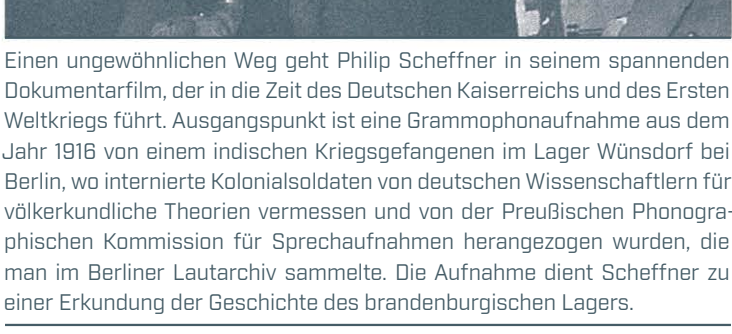 Einen ungewöhnlichen Weg geht Philip Scheffner in seinem spannenden
Dokumentarfilm, der in die Zeit des Deutschen Kaiserreichs und des Ersten
Weltkriegs führt. Ausgangspunkt ist eine Grammophonaufnahme aus dem
Jahr 1916 von einem indischen Kriegsgefangenen im Lager Wünsdorf bei
Berlin, wo internierte Kolonialsoldaten von deutschen Wissenschaftlern für
völkerkundliche Theorien vermessen und von der Preußischen Phonogra-
phischen Kommission für Sprechaufnahmen herangezogen wurden, die
man im Berliner Lautarchiv sammelte. Die Aufnahme dient Scheffner zu
einer Erkundung der Geschichte des brandenburgischen Lagers.